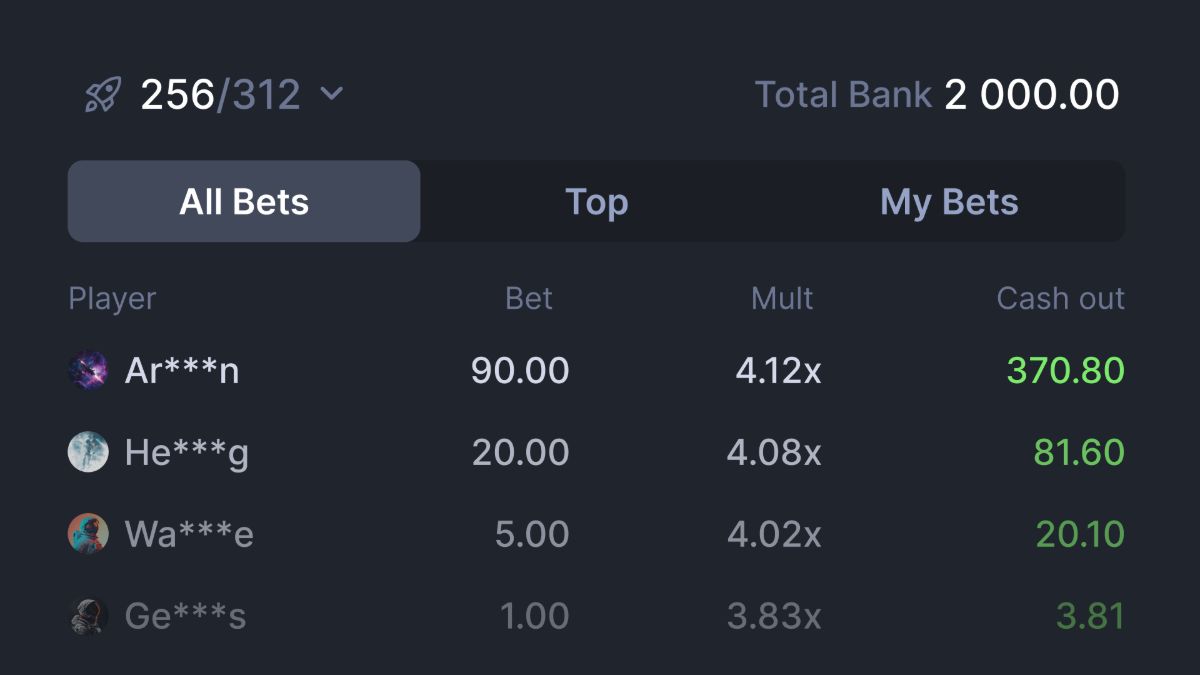 256/312 Total Bank 2 000.00
All Bets Top My Bets
Player Bet Mult Cash out
Ar***n 90.00 4.12x 370.80
He***g 20.00 4.08x 81.60
Wa***e 5.00 4.02x 20.10
Ge***s 1.00 3.83x 3.81